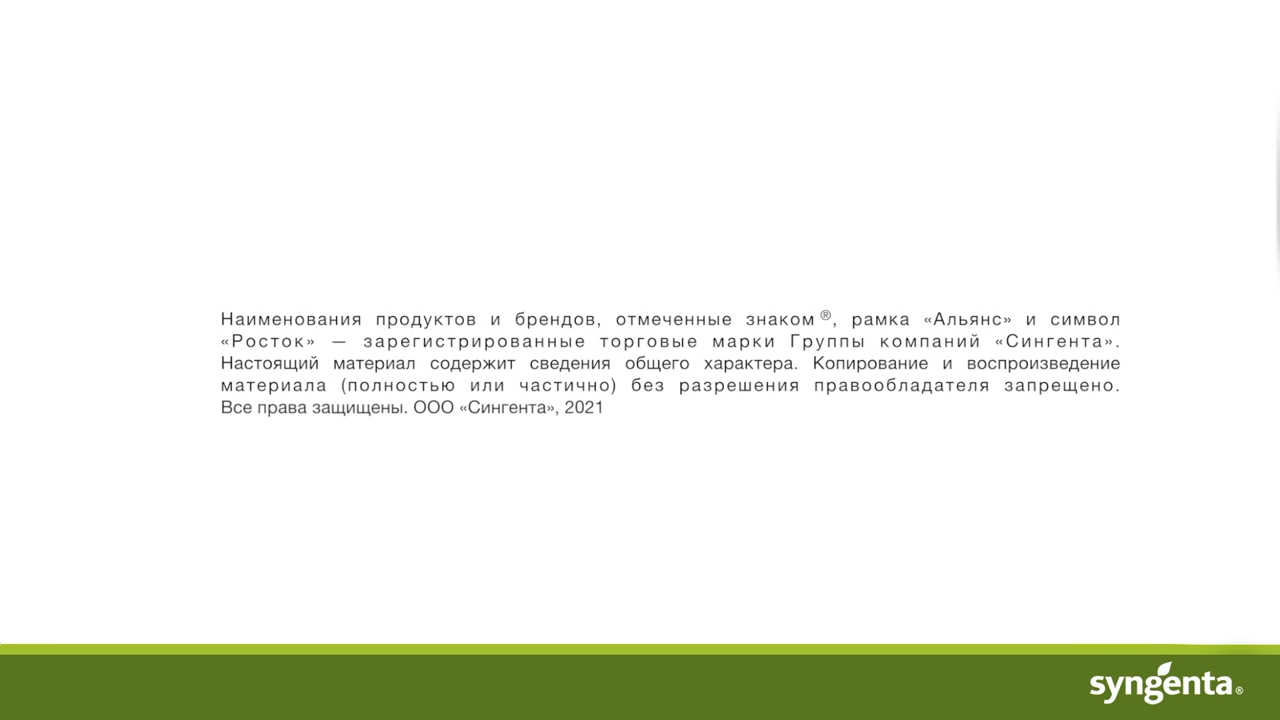 Наименования продуктов и брендов, отмеченные знаком ®, рамка «Альянс» и символ
«Росток» — зарегистрированные торговые марки Группы компаний «Сингента».
Настоящий материал содержит сведения общего характера. Копирование и воспроизведение
материала (полностью или частично) без разрешения правообладателя запрещено.
Все права защищены. ООО «Сингента», 2021
syngenta®